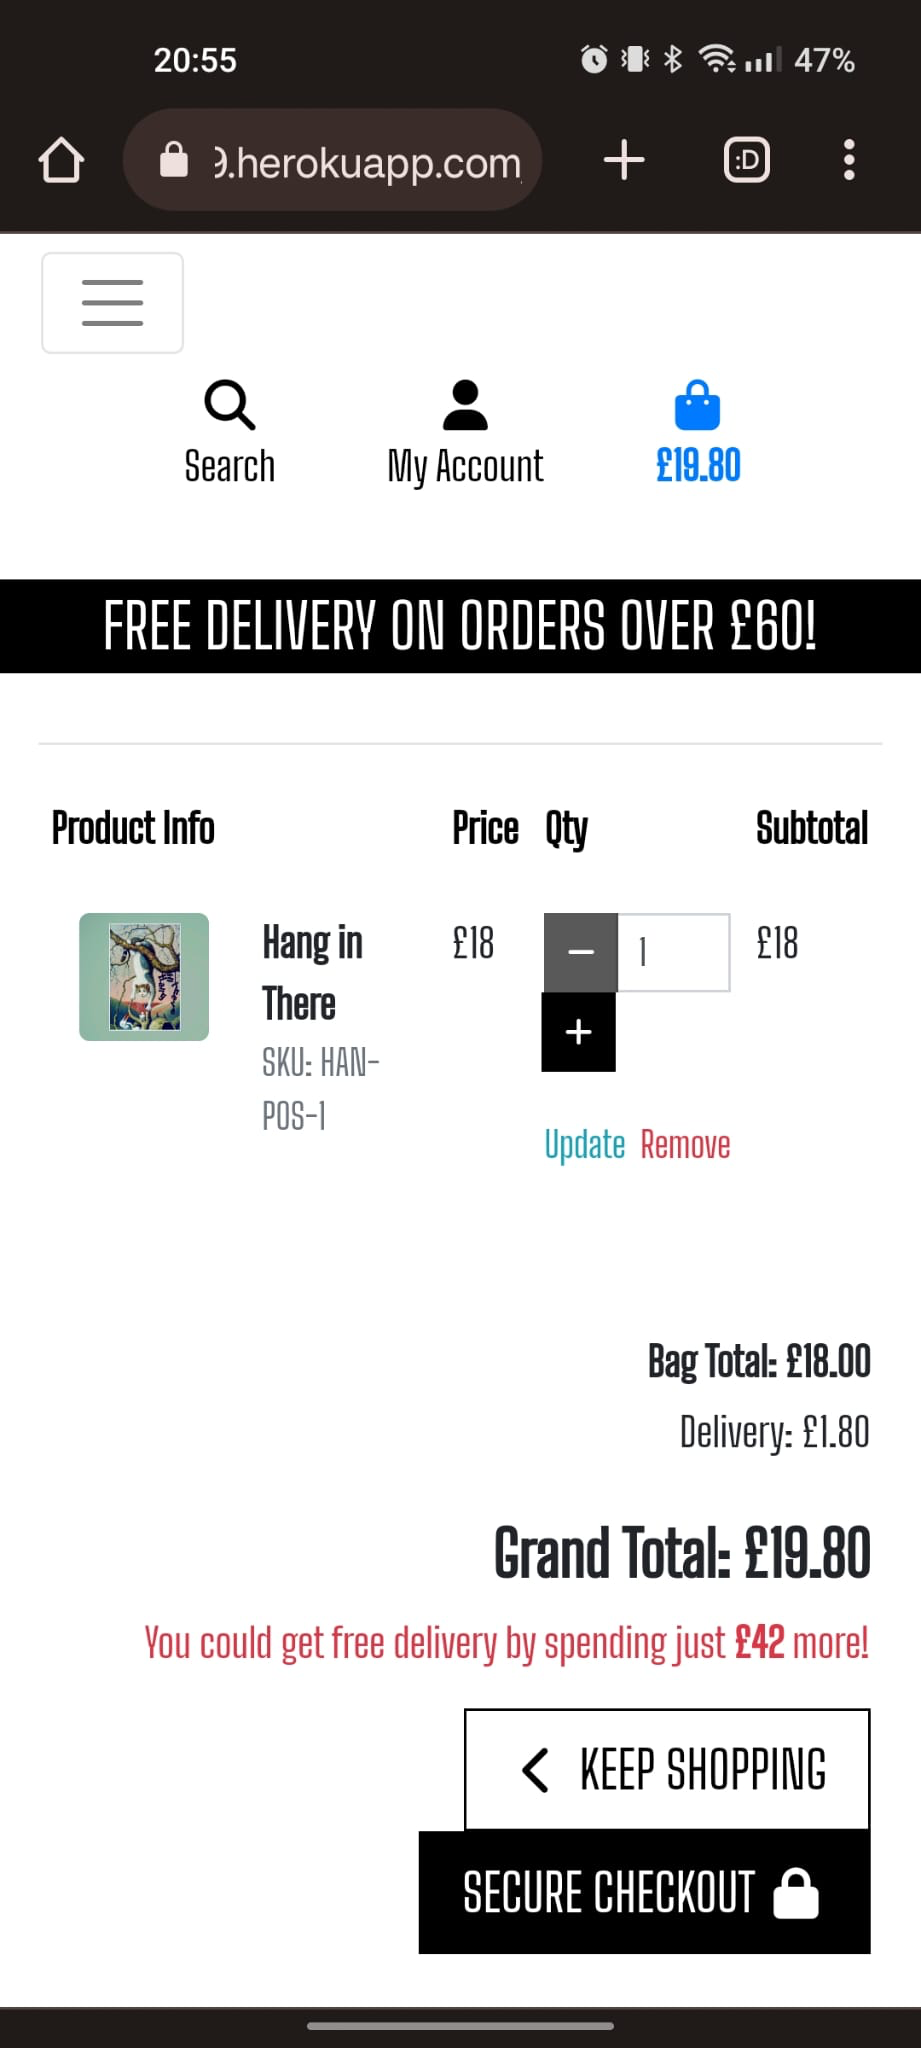 20:55
47%
9.herokuapp.com
:D
Search
My Account
£19.80
FREE DELIVERY ON ORDERS OVER £60!
Product Info
Price
Qty
Subtotal
Hang in
There
SKU: HAN-
POS-1
£18
−
1
£18
+
Update Remove
Bag Total: £18.00
Delivery: £1.80
Grand Total: £19.80
You could get free delivery by spending just £42 more!
KEEP SHOPPING
SECURE CHECKOUT